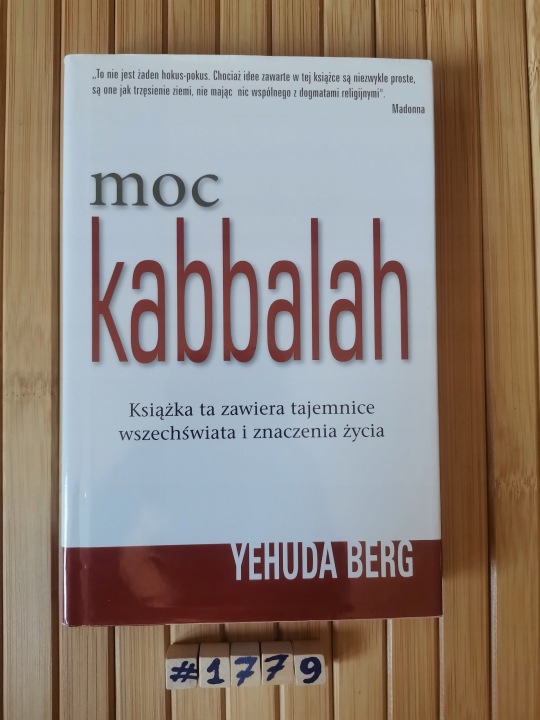 „To nie jest żaden hokus-pokus. Chociaż idee zawarte w tej książce są niezwykle proste,
są one jak trzęsienie ziemi, nie mając nic wspólnego z dogmatami religijnymi”.
Madonna
moc
kabbalah
Książka ta zawiera tajemnice
wszechświata i znaczenia życia
YEHUDA BERG
#1779